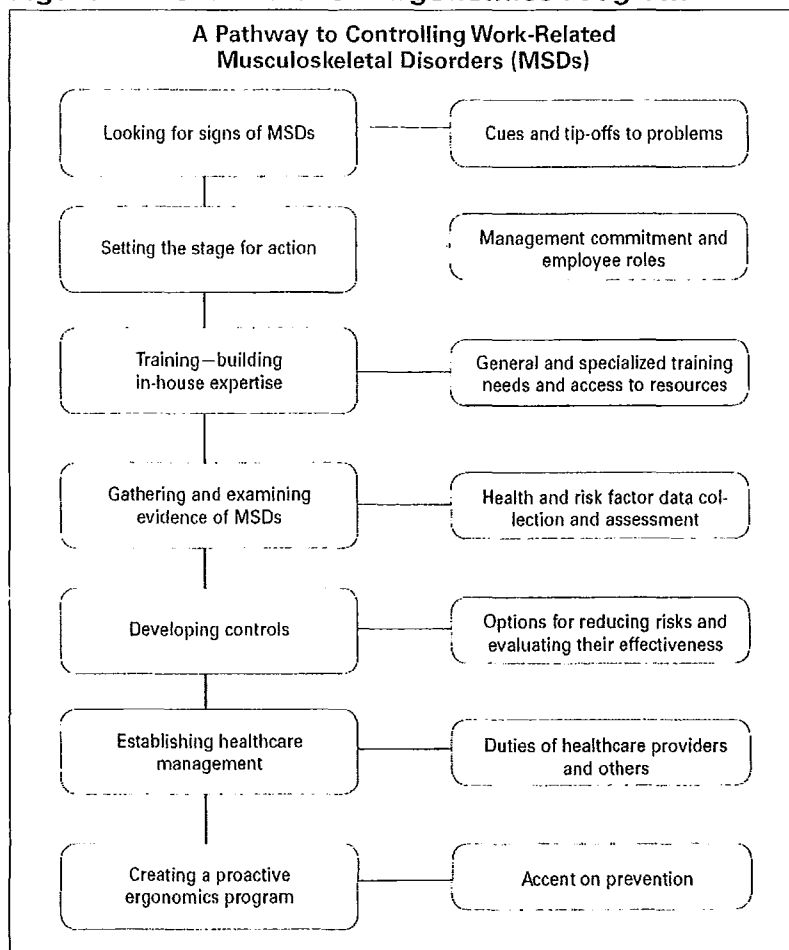 A Pathway to Controlling Work-Related
Musculoskeletal Disorders (MSDs)
Looking for signs of MSDs
Cues and tip-offs to problems
Setting the stage for action
Management commitment and
employee roles
Training—building
in-house expertise
General and specialized training
needs and access to resources
Gathering and examining
evidence of MSDs
Health and risk factor data col-
lection and assessment
Developing controls
Options for reducing risks and
evaluating their effectiveness
Establishing healthcare
management
Duties of healthcare providers
and others
Creating a proactive
ergonomics program
Accent on prevention